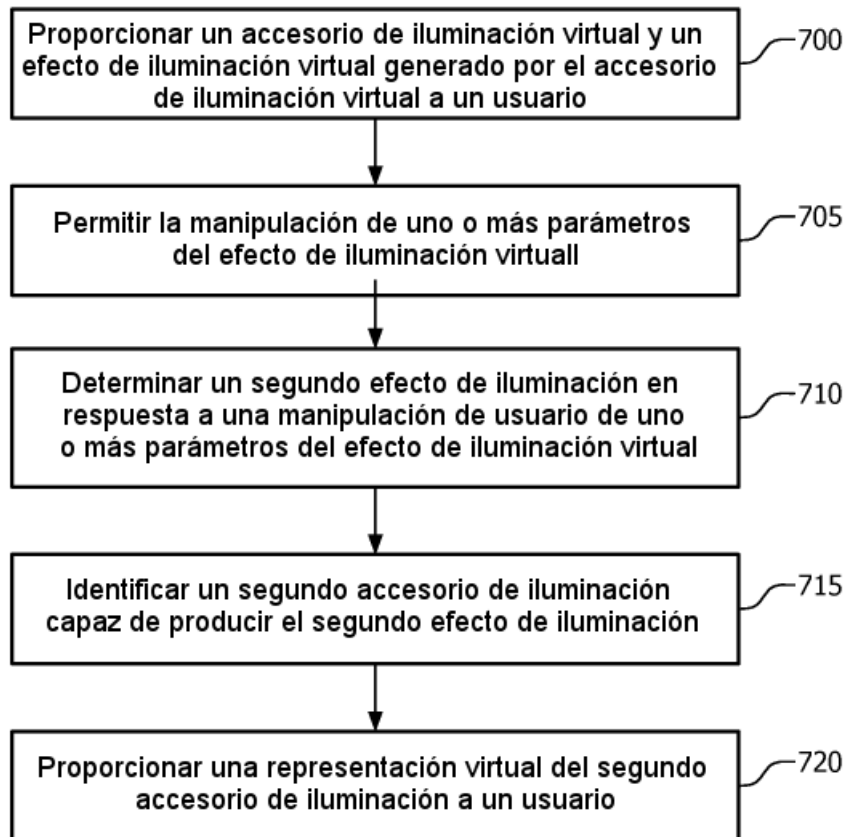 Proporcionar un accesorio de iluminación virtual y un
efecto de iluminación virtual generado por el accesorio
de iluminación virtual a un usuario
700
Permitir la manipulación de uno o más parámetros
del efecto de iluminación virtuall
705
Determinar un segundo efecto de iluminación en
respuesta a una manipulación de usuario de uno
o más parámetros del efecto de iluminación virtual
710
Identificar un segundo accesorio de iluminación
capaz de producir el segundo efecto de iluminación
715
Proporcionar una representación virtual del segundo
accesorio de iluminación a un usuario
720